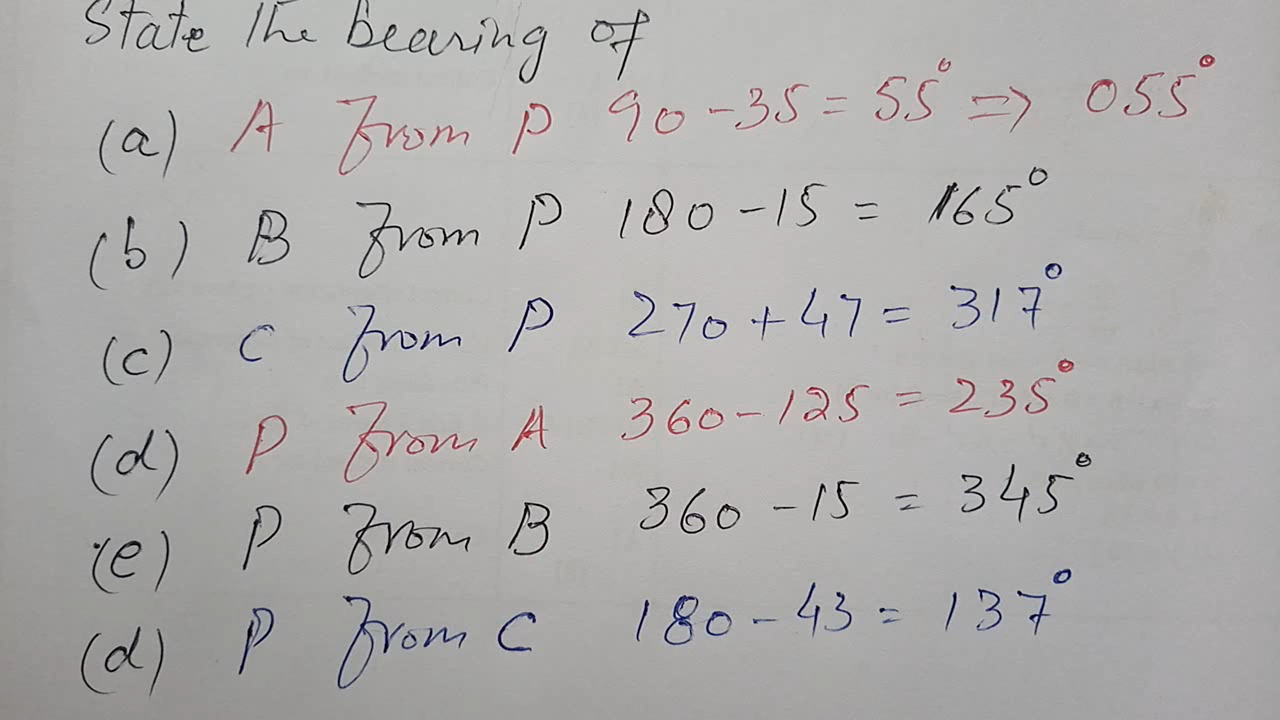 State the bearing of
(a) A from P 90 - 35 = 55° => 055°
(b) B from P 180 - 15 = 165°
(c) C from P 270 + 47 = 317°
(d) P from A 360 - 125 = 235°
(e) P from B 360 - 15 = 345°
(d) P from C 180 - 43 = 137°